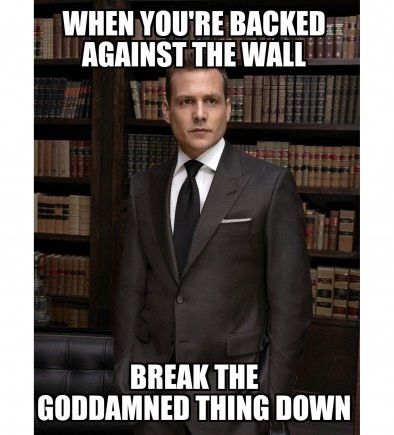 WHEN YOU'RE BACKED
AGAINST THE WALL
BREAK THE
GODDAMNED THING DOWN